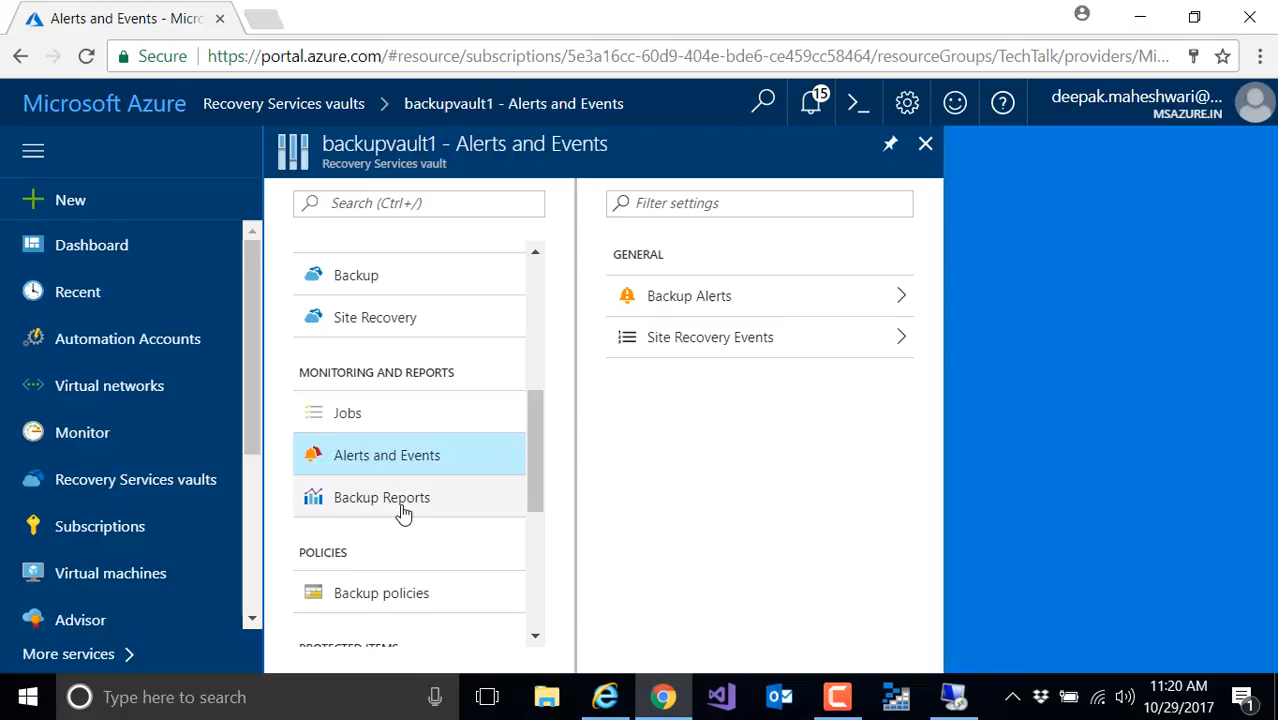 Alerts and Events - Micro
Secure
https://portal.azure.com/#resource/subscriptions/5e3a16cc-60d9-404e-bde6-ce459cc58464/resourceGroups/TechTalk/providers/Mi...
Microsoft Azure
Recovery Services vaults
backupvault1 - Alerts and Events
15
deepak.maheshwari@...
MSAZURE.IN
backupvault1 - Alerts and Events
Recovery Services vault
New
Dashboard
Recent
Automation Accounts
Virtual networks
Monitor
Recovery Services vaults
Subscriptions
Virtual machines
Advisor
More services
Search (Ctrl+/)
Backup
Site Recovery
MONITORING AND REPORTS
Jobs
Alerts and Events
Backup Reports
POLICIES
Backup policies
PROTECTED ITEMS
Filter settings
GENERAL
Backup Alerts
Site Recovery Events
Type here to search
11:20 AM
10/29/2017
1